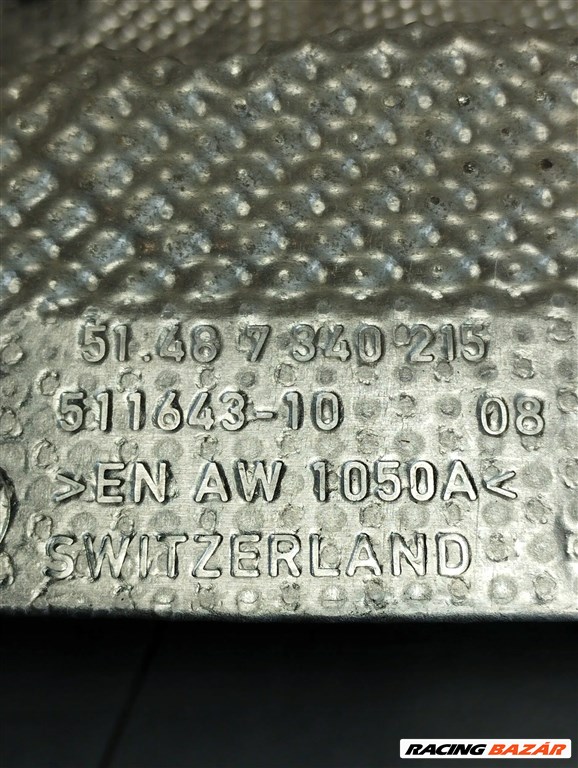 51.48 7 340 215
511643-10 08
>EN AW 1050A<
SWITZERLAND
RACING BAZÁR